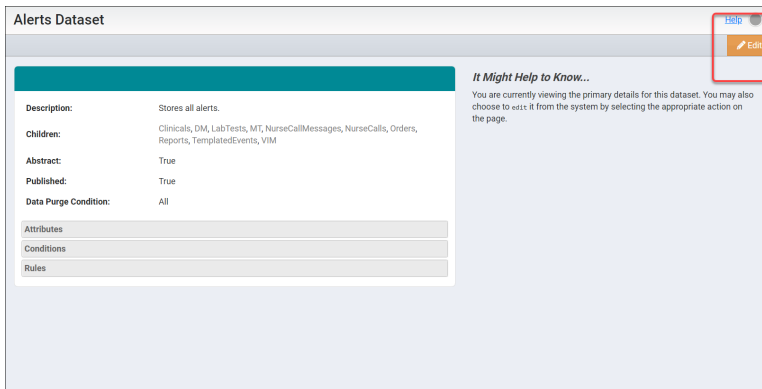 Alerts Dataset
Help
Edit
Description: Stores all alerts.
Children: Clinicals, DM, LabTests, MT, NurseCallMessages, NurseCalls, Orders,
Reports, TemplatedEvents, VIM
Abstract: True
Published: True
Data Purge Condition: All
Attributes
Conditions
Rules
It Might Help to Know...
You are currently viewing the primary details for this dataset. You may also
choose to edit it from the system by selecting the appropriate action on
the page.